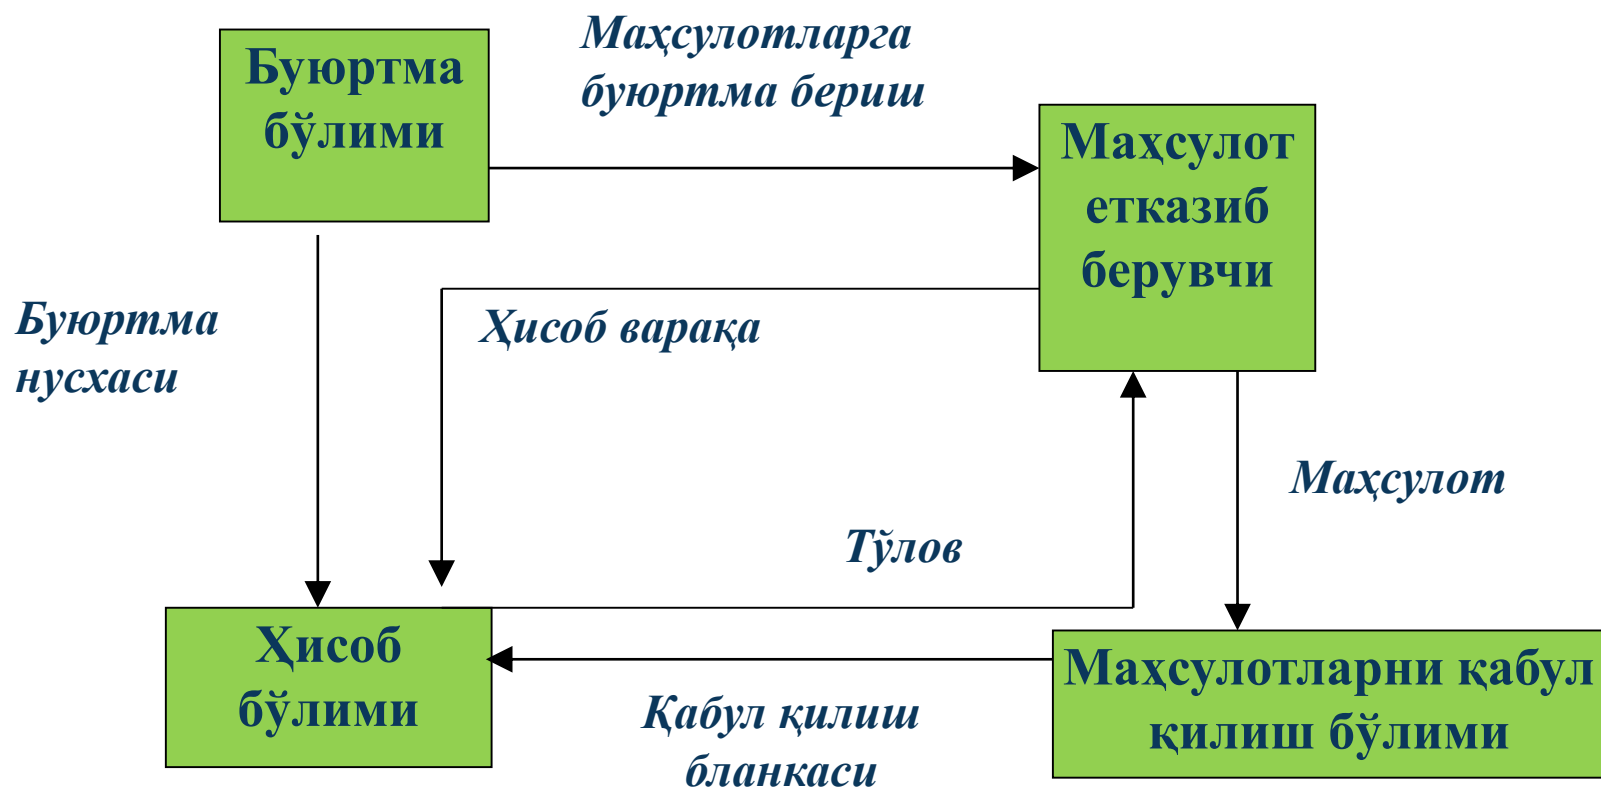 Буюртма
бўлими
Маҳсулотларга
буюртма бериш
Маҳсулот
етказиб
берувчи
Буюртма
нусхаси
Ҳисоб варақа
Маҳсулот
Тўлов
Ҳисоб
бўлими
Қабул қилиш
бланкаси
Маҳсулотларни қабул
қилиш бўлими